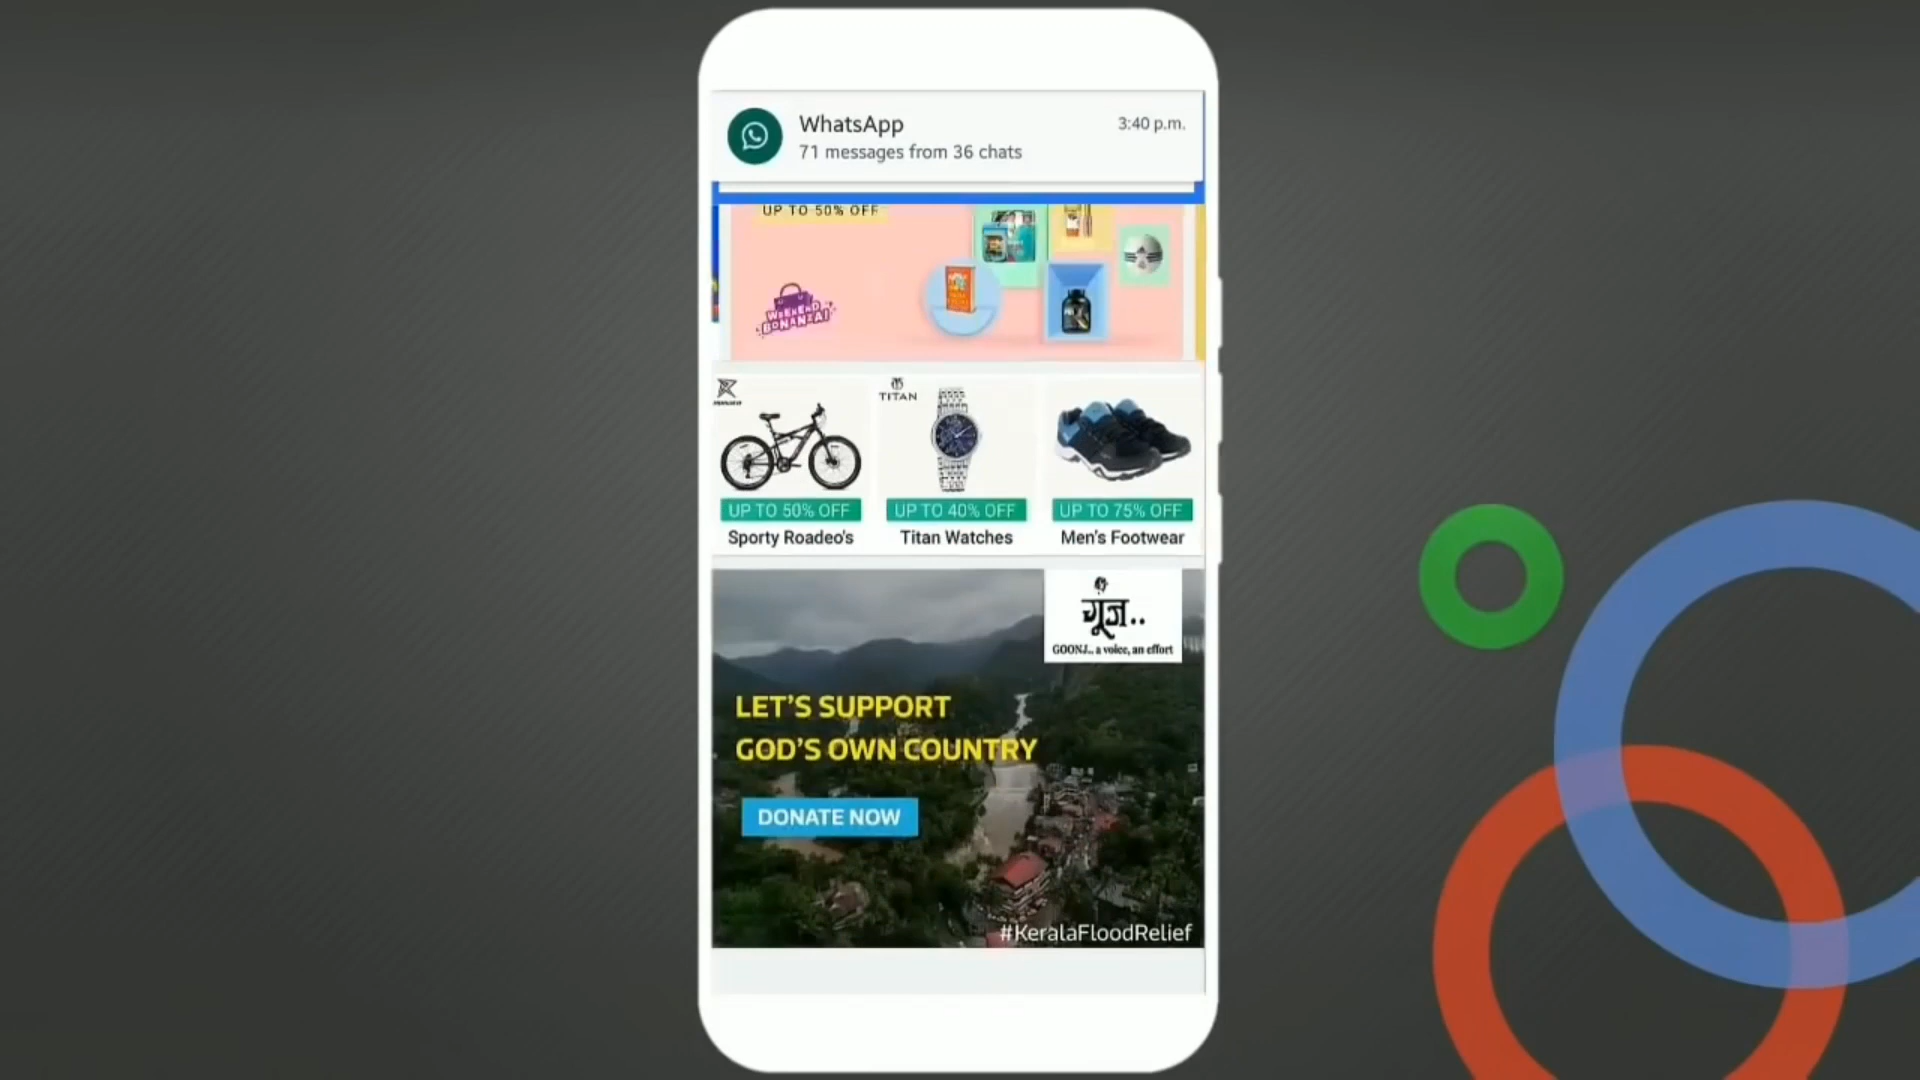 WhatsApp
3:40 p.m.
71 messages from 36 chats
UP TO 50% OFF
WEEKEND
BONANZA!
TITAN
UP TO 50% OFF
UP TO 40% OFF
UP TO 75% OFF
Sporty Roadeo's
Titan Watches
Men's Footwear
गूंज..
GOONJ.. a voice, an effort
LET'S SUPPORT
GOD'S OWN COUNTRY
DONATE NOW
#KeralaFloodRelief